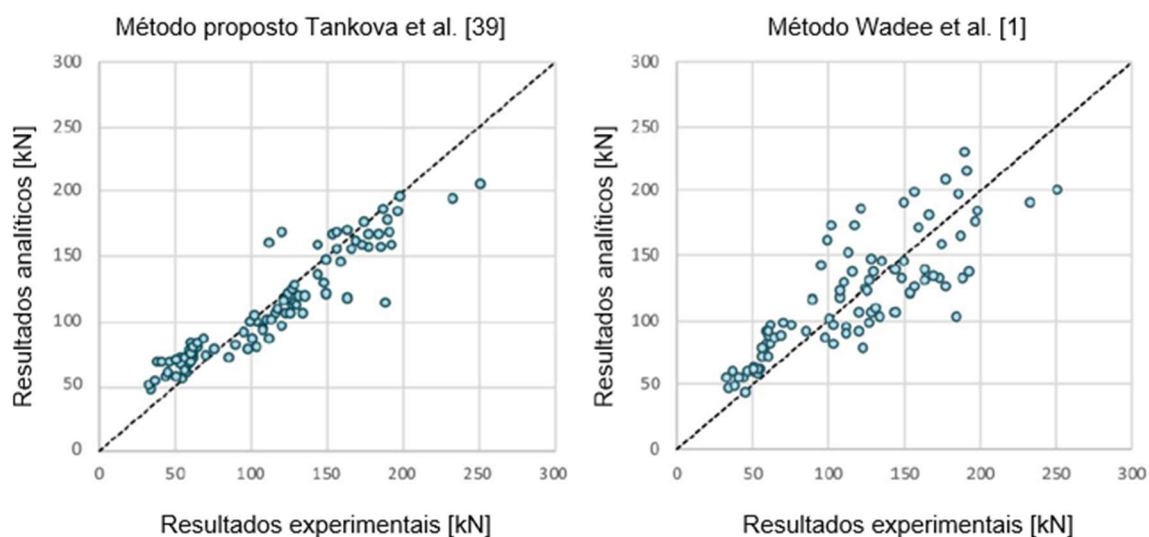 Método proposto Tankova et al. [39]
300
250
200
150
100
50
0
Resultados analíticos [kN]
0 50 100 150 200 250 300
Resultados experimentais [kN]
Método Wadee et al. [1]
300
250
200
150
100
50
0
Resultados analíticos [kN]
0 50 100 150 200 250 300
Resultados experimentais [kN]